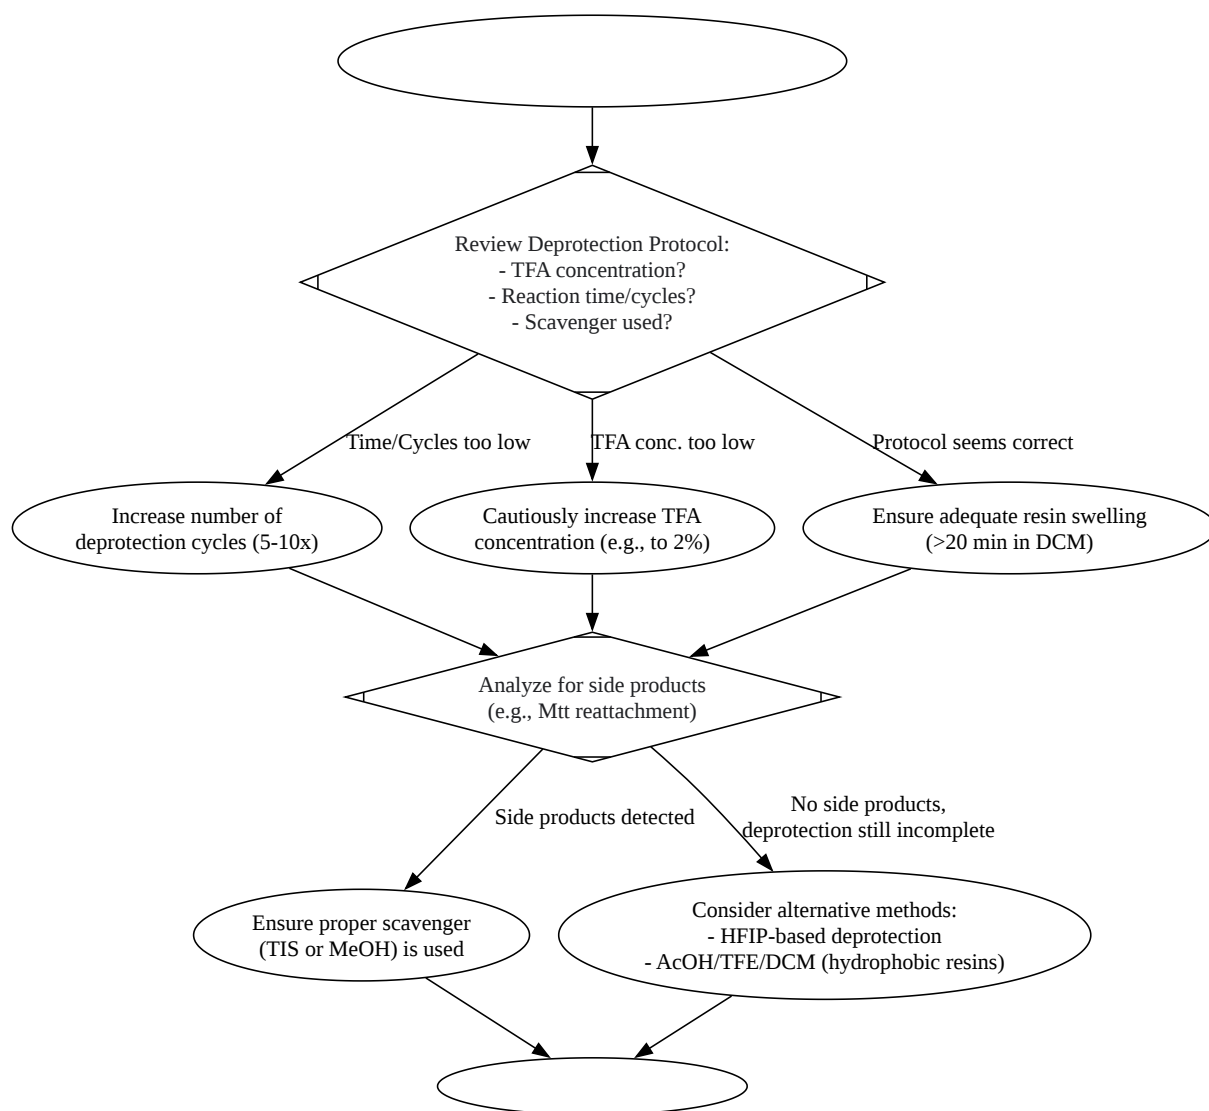 Review Deprotection Protocol:
- TFA concentration?
- Reaction time/cycles?
- Scavenger used?
Time/Cycles too low
TFA conc. too low
Protocol seems correct
Increase number of
deprotection cycles (5-10x)
Cautiously increase TFA
concentration (e.g., to 2%)
Ensure adequate resin swelling
(>20 min in DCM)
Analyze for side products
(e.g., Mtt reattachment)
Side products detected
No side products,
deprotection still incomplete
Ensure proper scavenger
(TIS or MeOH) is used
Consider alternative methods:
- HFIP-based deprotection
- AcOH/TFE/DCM (hydrophobic resins)